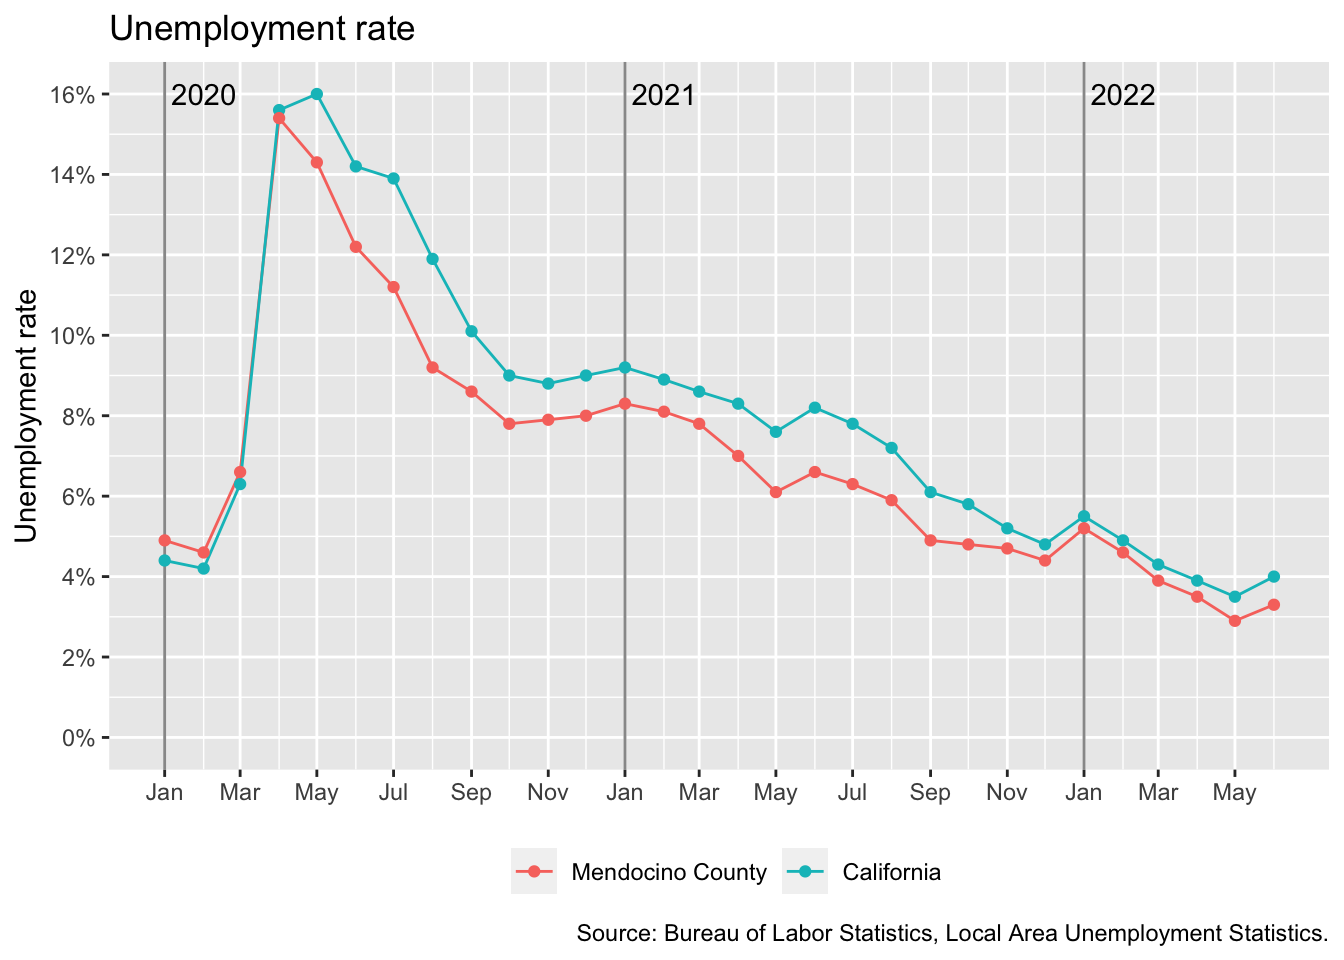 Unemployment rate
2020 2021 2022
16%
14%
12%
10%
8%
6%
4%
2%
0%
Unemployment rate
Jan Mar May Jul Sep Nov Jan Mar May Jul Sep Nov Jan Mar May
Mendocino County California
Source: Bureau of Labor Statistics, Local Area Unemployment Statistics.